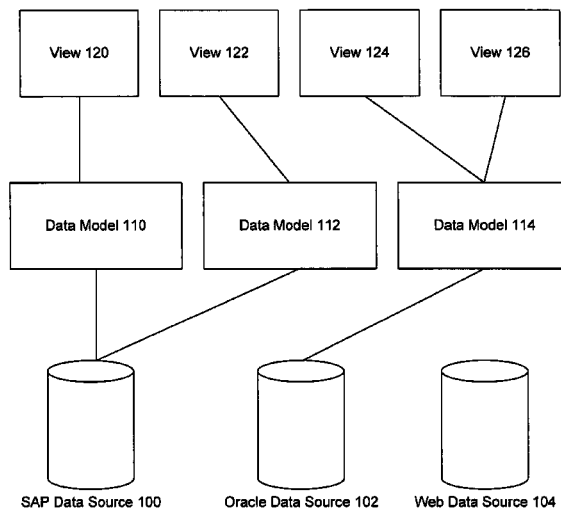 View 120
View 122
View 124
View 126
Data Model 110
Data Model 112
Data Model 114
SAP Data Source 100
Oracle Data Source 102
Web Data Source 104